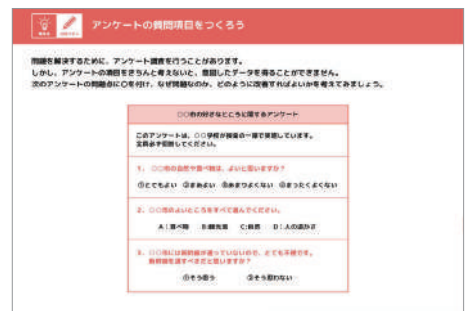 アンケートの質問項目をつくろう
問題を解決するために、アンケート調査を行うことがあります。
しかし、アンケートの項目をきちんと考えないと、意図したデータを得ることができません。
次のアンケートの問題点に○を付け、なぜ問題なのか、どのように改善すればよいかを考えてみましょう。
○○市の好きなところに関するアンケート
このアンケートは、○○学校が授業の一環で実施しています。
全員必ず回答してください。
1．○○市の自然や食べ物は、よいと思いますか？
①とてもよい ②まあよい ③あまりよくない ④まったくよくない
2．○○市のよいところをすべて選んでください。
A：食べ物 B:観光業 C:自然 D：人の温かさ
3．○○市には新幹線が通っていないので、とても不便です。
新幹線を通すべきだと思いますか？
①そう思う ②そう思わない